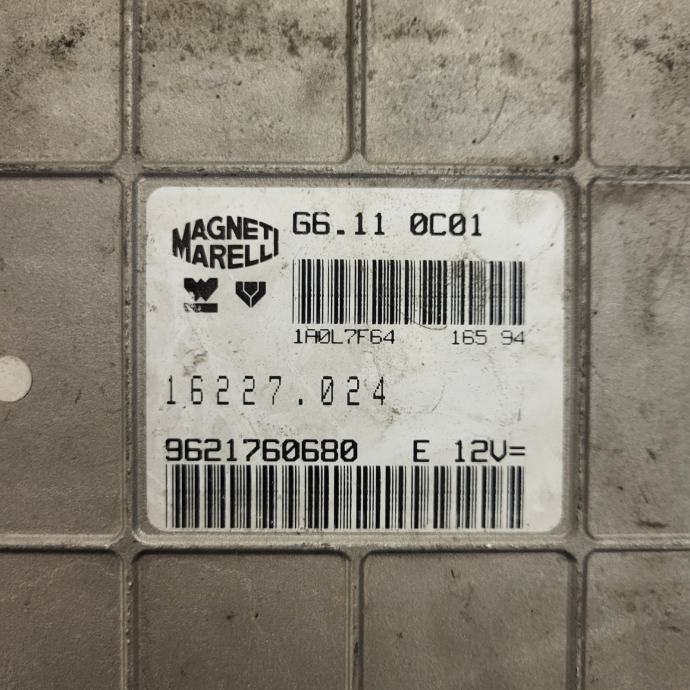 MAGNETI
MARELLI
G6.11 0C01
1A0L7F64 165 94
16227.024
9621760680 E 12V=